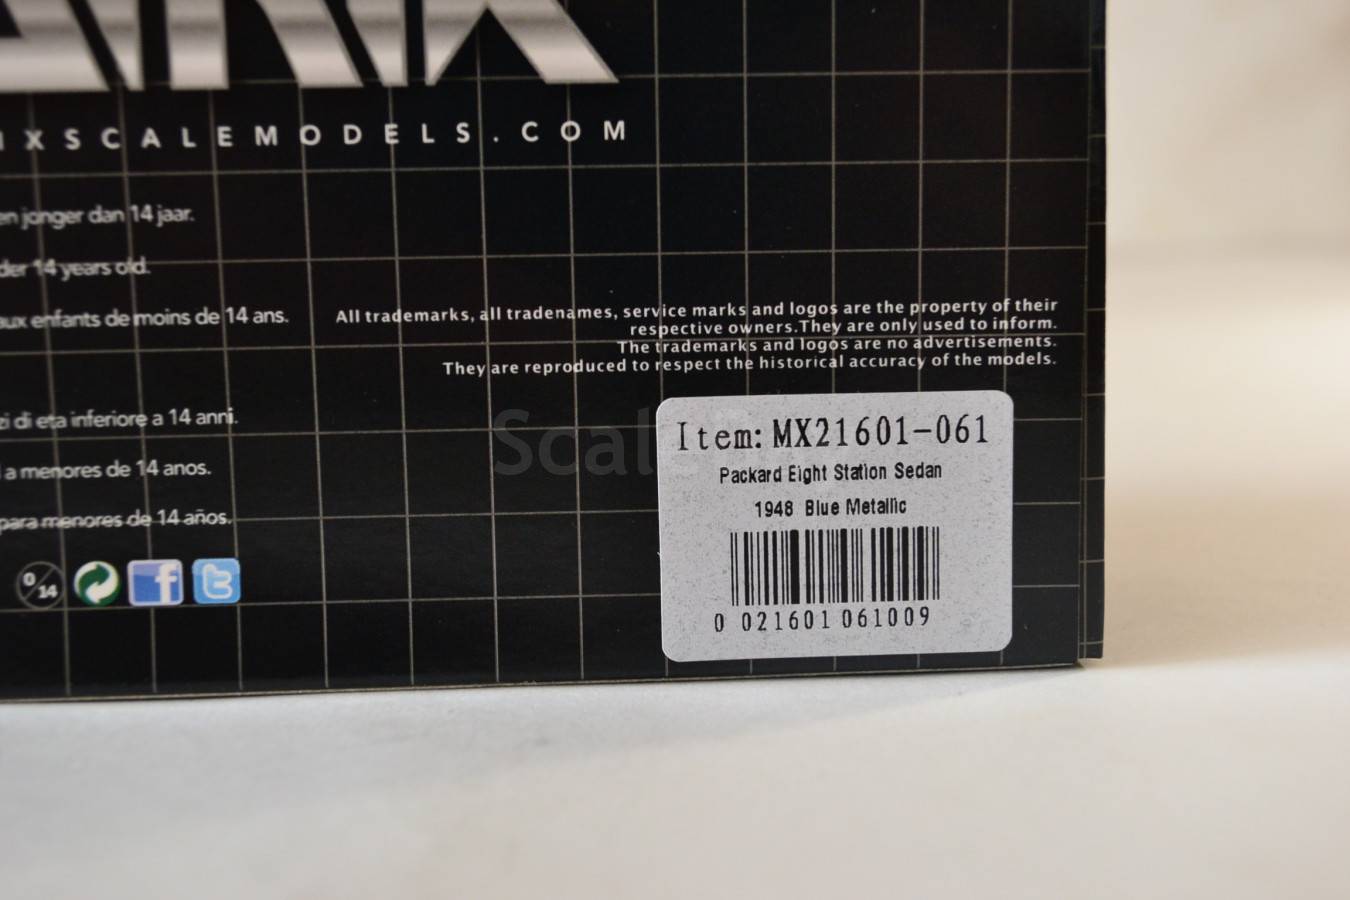 XSCALEMODELS.COM
en jonger dan 14 jaar.
der 14 years old.
aux enfants de moins de 14 ans.
All trademarks, all tradenames, service marks and logos are the property of their
respective owners.They are only used to inform.
The trademarks and logos are no advertisements.
They are reproduced to respect the historical accuracy of the models.
zi di eta inferiore a 14 anni.
a menores de 14 anos.
para menores de 14 años.
0/14
Item: MX21601-061
Packard Eight Station Sedan
1948 Blue Metallic
0 021601 061009